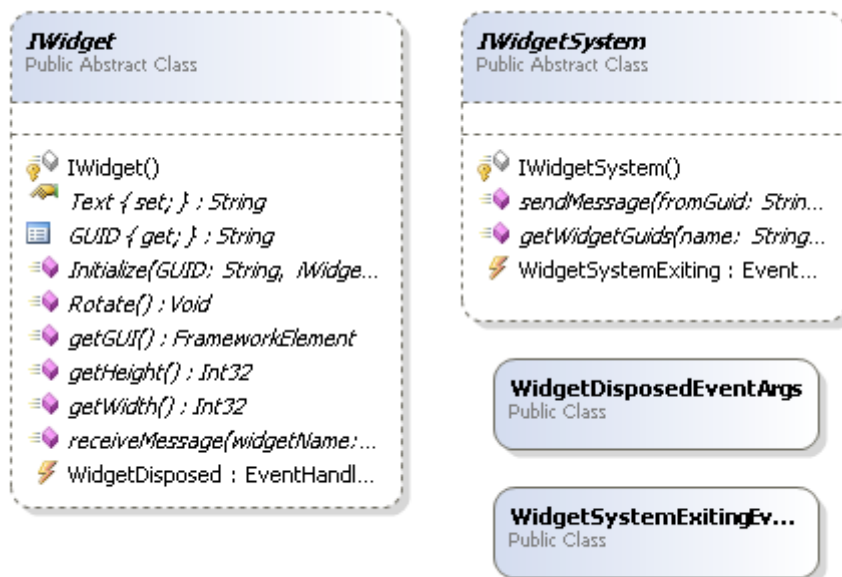 IWidget
Public Abstract Class
IWidget()
Text { set; } : String
GUID { get; } : String
Initialize(GUID: String, IWidge...
Rotate() : Void
getGUI() : FrameworkElement
getHeight() : Int32
getWidth() : Int32
receiveMessage(widgetName:...
WidgetDisposed : EventHandl...
IWidgetSystem
Public Abstract Class
IWidgetSystem()
sendMessage(fromGuid: Strin...
getWidgetGuids(name: String...
WidgetSystemExiting : Event...
WidgetDisposedEventArgs
Public Class
WidgetSystemExitingEv...
Public Class